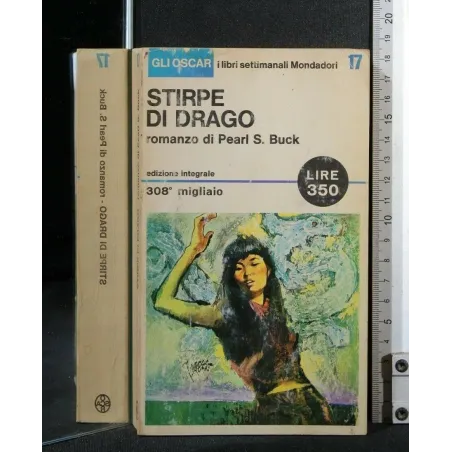 GLI OSCAR i libri settimanali Mondadori 17
STIRPE
DI DRAGO
romanzo di Pearl S. Buck
edizione integrale
308° migliaio
LIRE
350
17
STIRPE DI DRAGO - romanzo di Pearl S. Buck